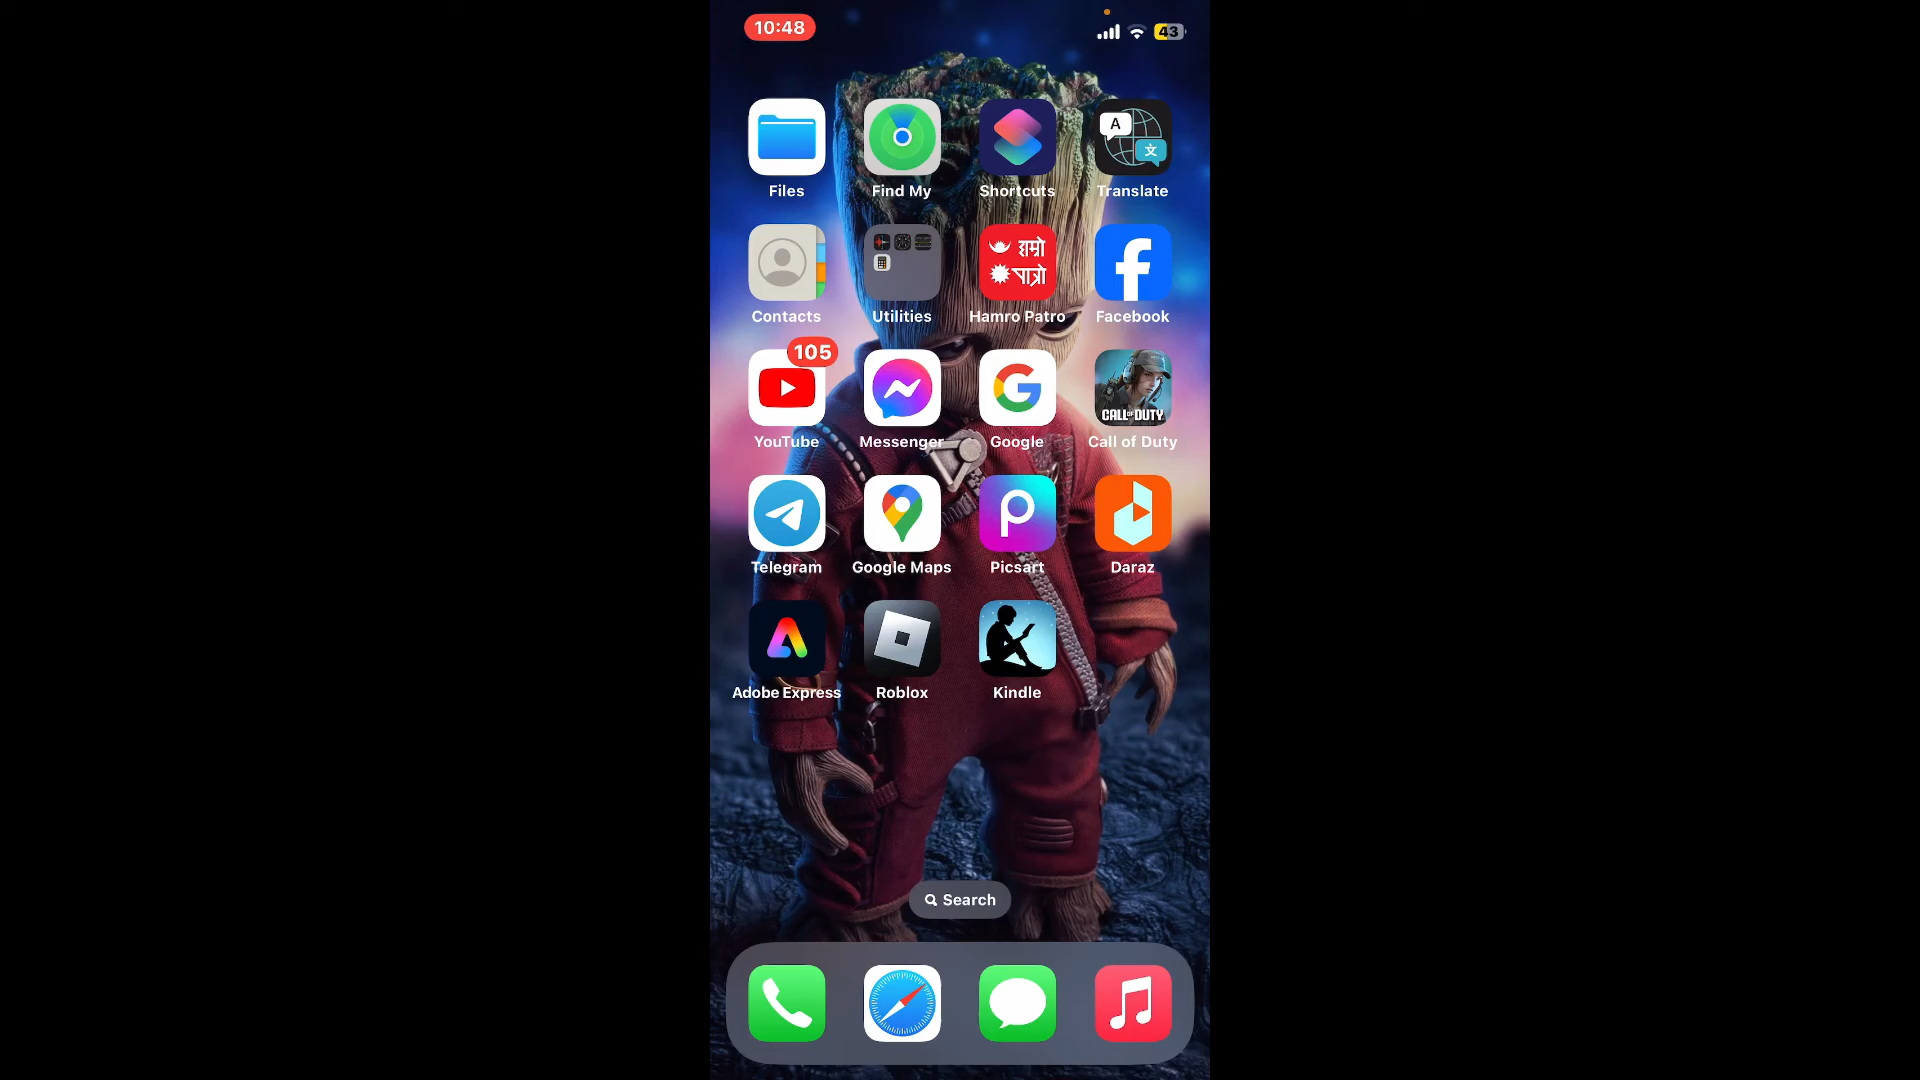 10:48
43
A
文
Files
Find My
Shortcuts
Translate
हाम्रो
पात्रो
Contacts
Utilities
Hamro Patro
Facebook
105
CALL OF DUTY
YouTube
Messenger
Google
Call of Duty
Telegram
Google Maps
Picsart
Daraz
Adobe Express
Roblox
Kindle
Search